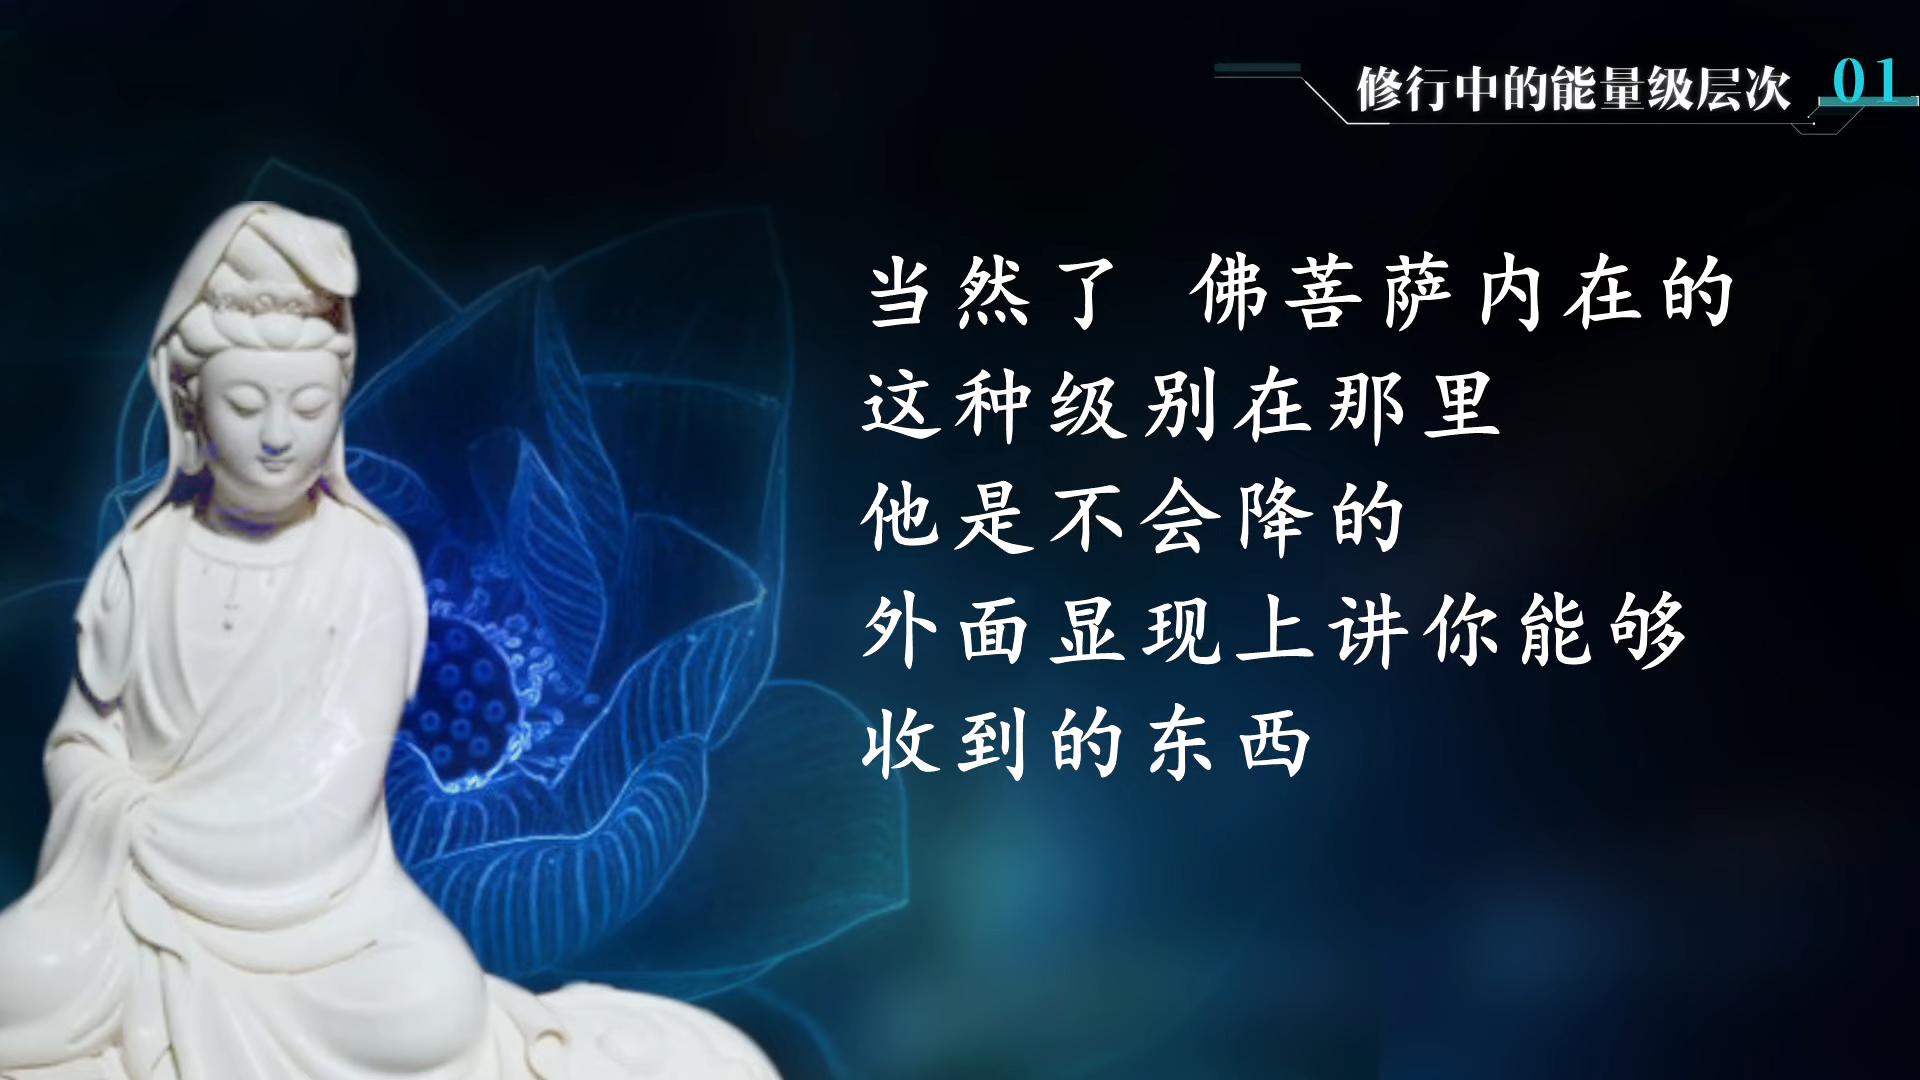 修行中的能量级层次 01
当然了 佛菩萨内在的
这种级别在那里
他是不会降的
外面显现上讲你能够
收到的东西